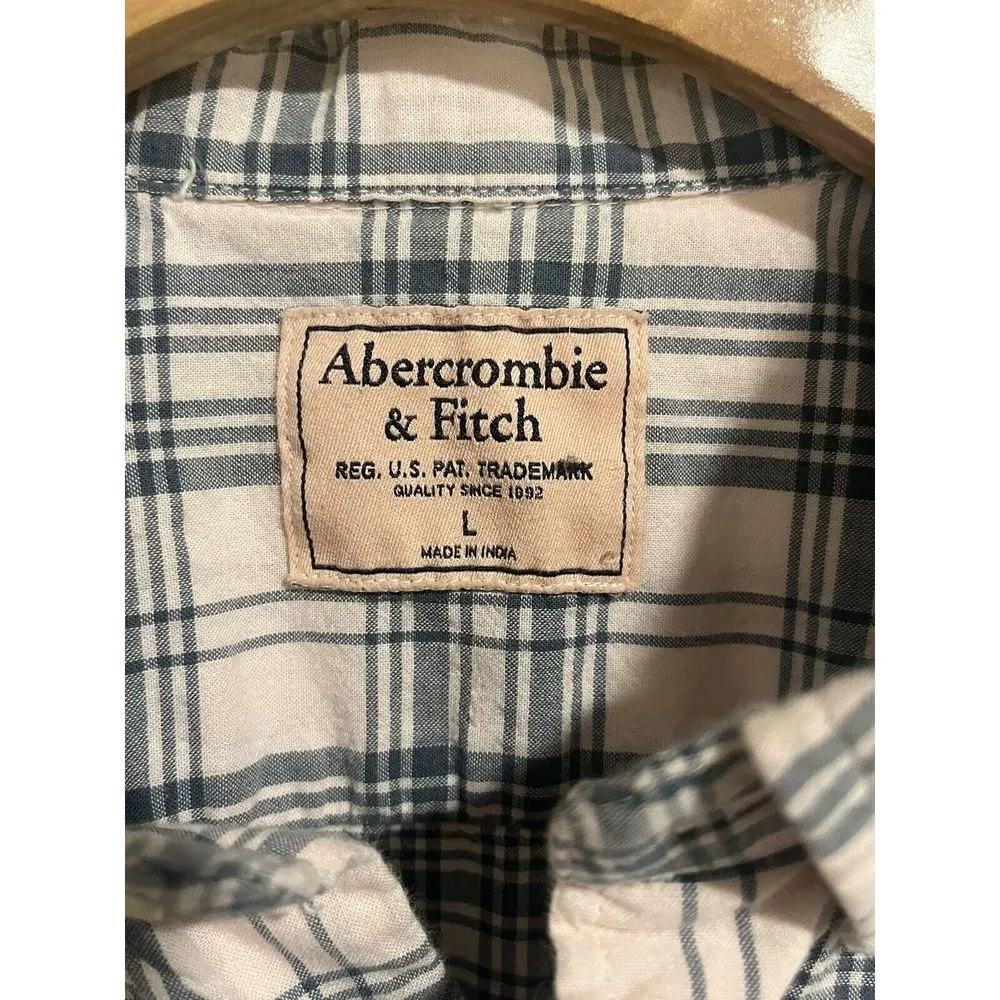 Abercrombie
& Fitch
REG. U.S. PAT. TRADEMARK
QUALITY SINCE 1892
L
MADE IN INDIA